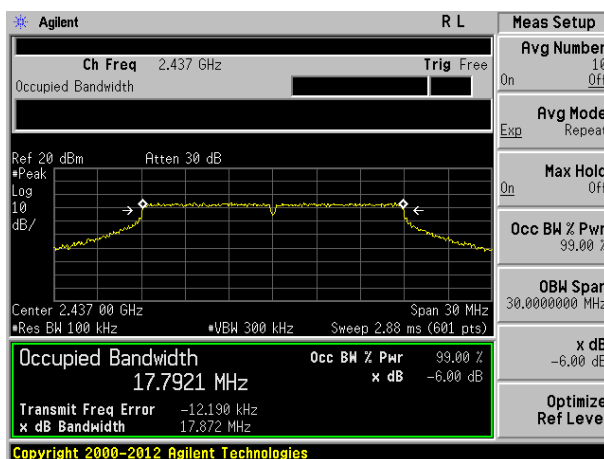 Agilent R L Meas Setup
Ch Freq 2.437 GHz Trig Free
Occupied Bandwidth
Avg Number
10
On Off
Avg Mode
Exp Repeat
Max Hold
On Off
Occ BW % Pwr
99.00 %
OBW Span
30.0000000 MHz
x dB
-6.00 dB
Optimize
Ref Level
Ref 20 dBm Atten 30 dB
#Peak
Log
10
dB/
Center 2.437 00 GHz Span 30 MHz
#Res BW 100 kHz #VBW 300 kHz Sweep 2.88 ms (601 pts)
Occupied Bandwidth Occ BW % Pwr 99.00 %
17.7921 MHz x dB -6.00 dB
Transmit Freq Error -12.190 kHz
x dB Bandwidth 17.872 MHz
Copyright 2000-2012 Agilent Technologies